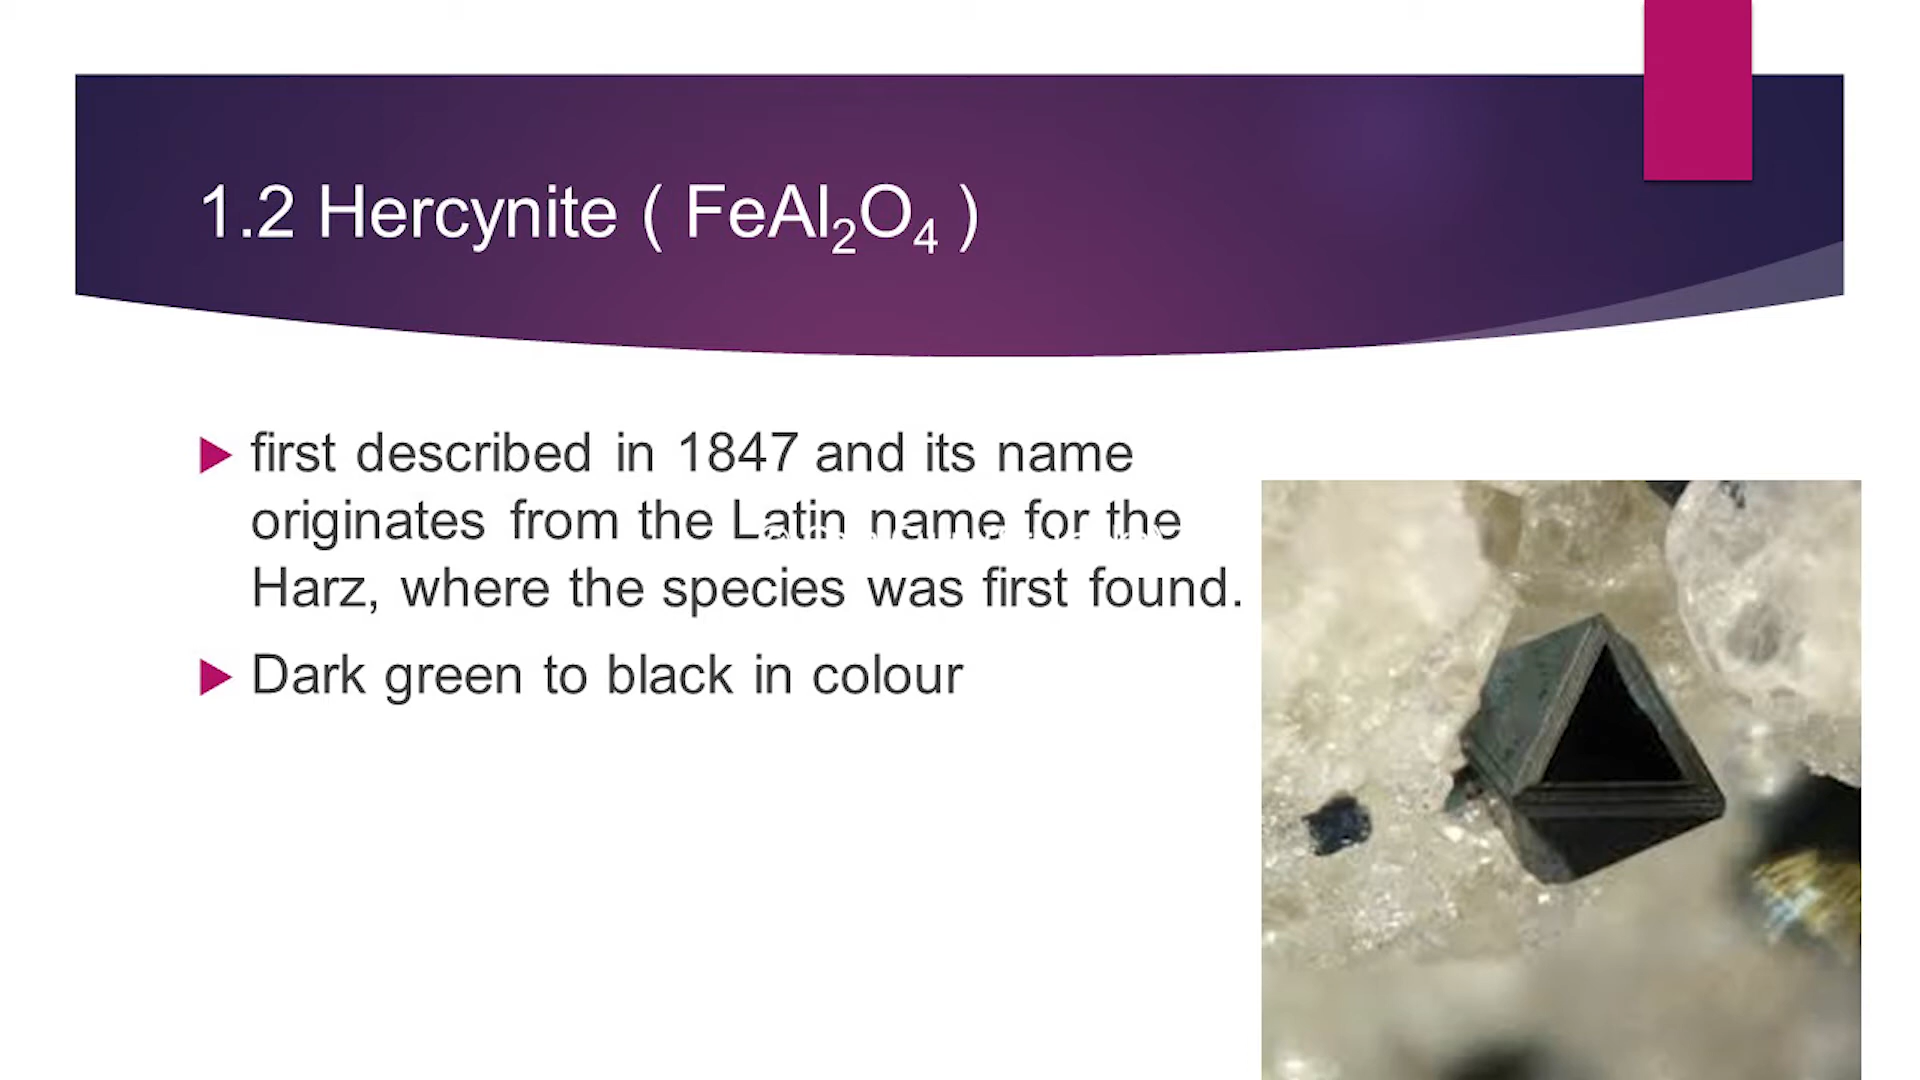 1.2 Hercynite ( FeAl₂O₄ )
first described in 1847 and its name
originates from the Latin name for the
Harz, where the species was first found.
Dark green to black in colour